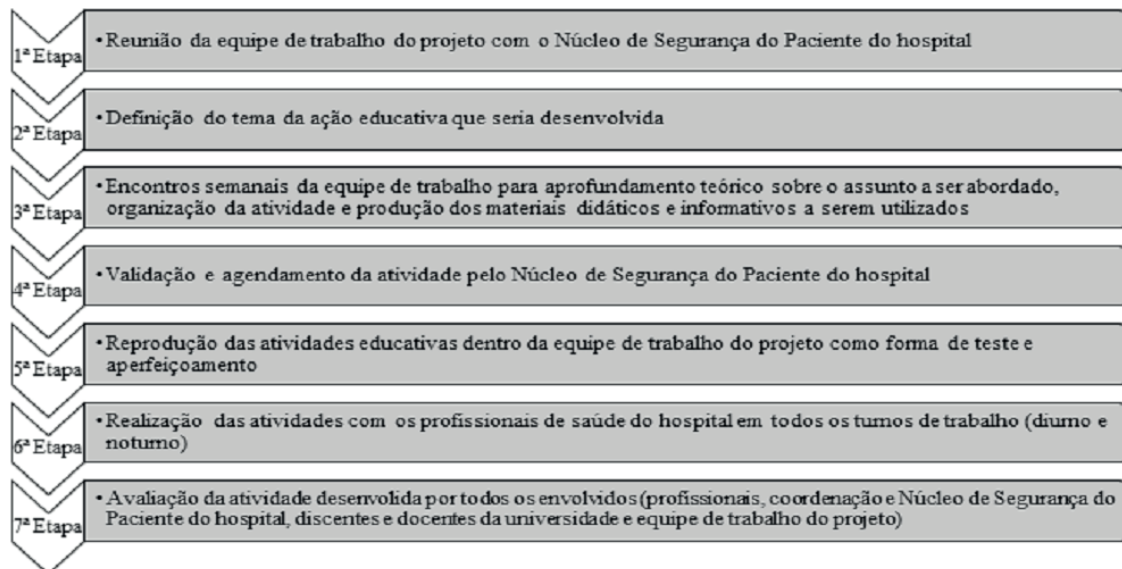 1ª Etapa
•Reunião da equipe de trabalho do projeto com o Núcleo de Segurança do Paciente do hospital
2ª Etapa
•Definição do tema da ação educativa que seria desenvolvida
3ª Etapa
•Encontros semanais da equipe de trabalho para aprofundamento teórico sobre o assunto a ser abordado,
organização da atividade e produção dos materiais didáticos e informativos a serem utilizados
4ª Etapa
•Validação e agendamento da atividade pelo Núcleo de Segurança do Paciente do hospital
5ª Etapa
•Reprodução das atividades educativas dentro da equipe de trabalho do projeto como forma de teste e
aperfeiçoamento
6ª Etapa
•Realização das atividades com os profissionais de saúde do hospital em todos os turnos de trabalho (diurno e
noturno)
7ª Etapa
•Avaliação da atividade desenvolida por todos os envolvidos (profissionais, coordenação e Núcleo de Segurança do
Paciente do hospital, discentes e docentes da universidade e equipe de trabalho do projeto)